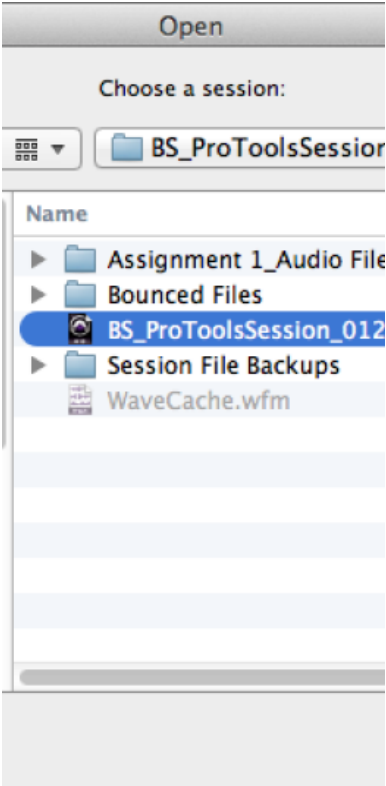 Open
Choose a session:
BS_ProToolsSession
Name
Assignment 1_Audio File
Bounced Files
BS_ProToolsSession_012
Session File Backups
WaveCache.wfm